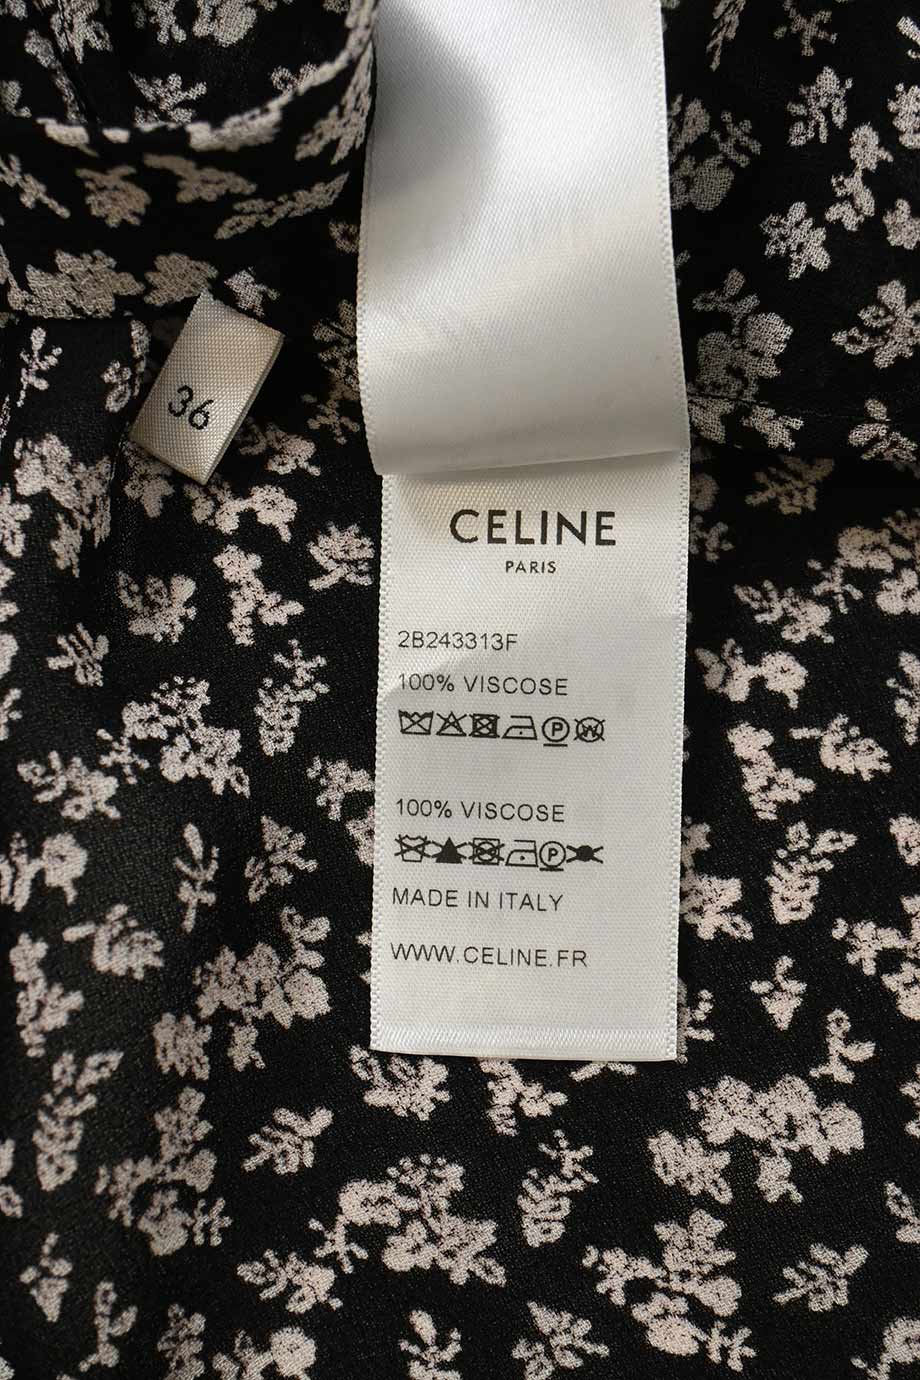 36
CELINE
PARIS
2B243313F
100% VISCOSE
100% VISCOSE
MADE IN ITALY
WWW.CELINE.FR